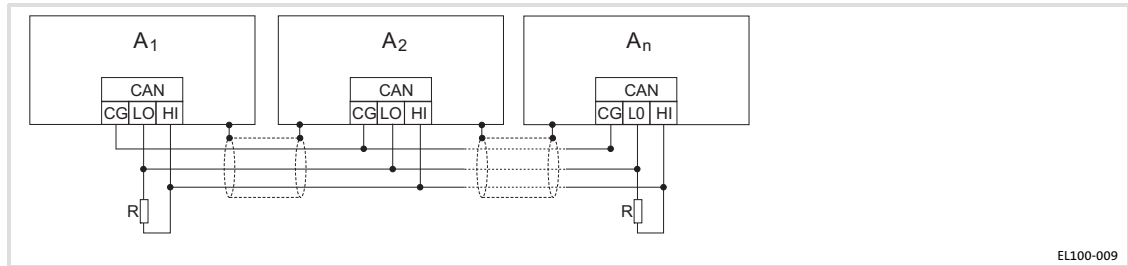 A1 A2 An
CAN CAN CAN
CG LO HI CG LO HI CG L0 HI
R R
EL100-009